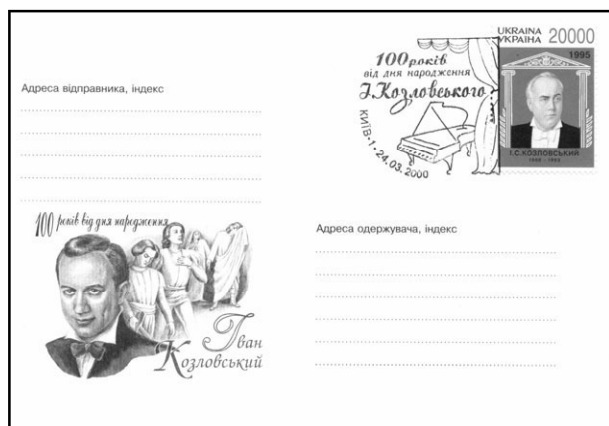 UKRAINA
УКРАЇНА 20000
1995
100 років
від дня народження
І.Козловського
КИЇВ-1 • 24.03.2000
І.С.КОЗЛОВСЬКИЙ
Адреса відправника, індекс
100 років від дня народження
Іван
Козловський
Адреса одержувача, індекс